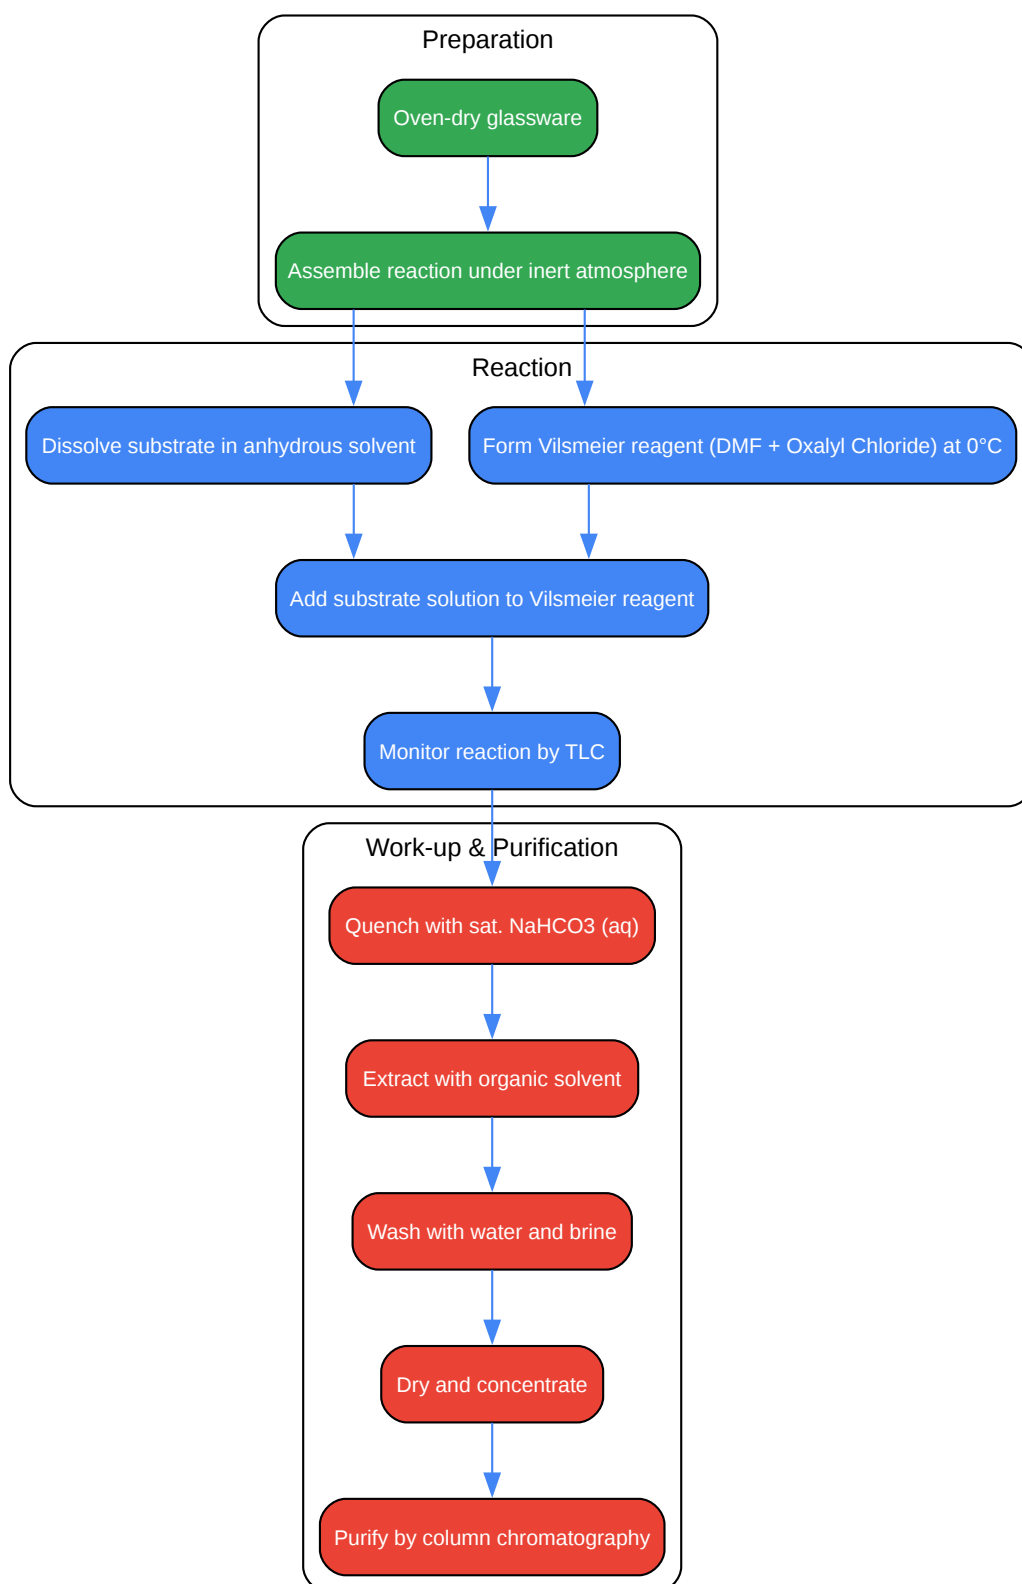 Preparation
Oven-dry glassware
Assemble reaction under inert atmosphere
Reaction
Dissolve substrate in anhydrous solvent
Form Vilsmeier reagent (DMF + Oxalyl Chloride) at 0°C
Add substrate solution to Vilsmeier reagent
Monitor reaction by TLC
Work-up & Purification
Quench with sat. NaHCO3 (aq)
Extract with organic solvent
Wash with water and brine
Dry and concentrate
Purify by column chromatography